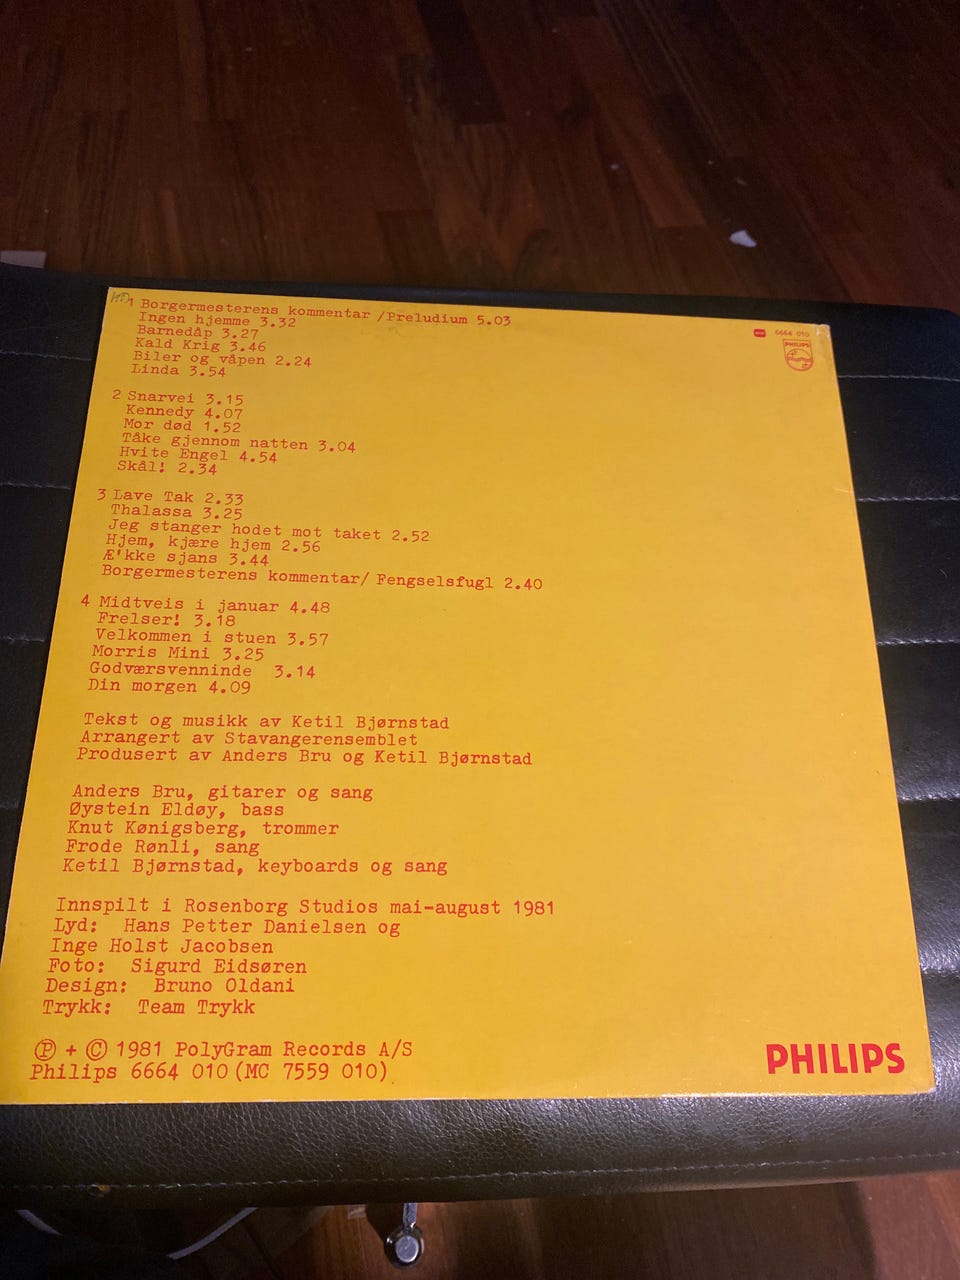 1 Borgermesterens kommentar /Preludium 5.03
Ingen hjemme 3.32
Barnedåp 3.27
Kald Krig 3.46
Biler og våpen 2.24
Linda 3.54
2 Snarvei 3.15
Kennedy 4.07
Mor død 1.52
Tåke gjennom natten 3.04
Hvite Engel 4.54
Skål! 2.34
3 Lave Tak 2.33
Thalassa 3.25
Jeg stanger hodet mot taket 2.52
Hjem, kjære hjem 2.56
Æ'kke sjans 3.44
Borgermesterens kommentar/ Fengselsfugl 2.40
4 Midtveis i januar 4.48
Frelser! 3.18
Velkommen i stuen 3.57
Morris Mini 3.25
Godværsvenninde 3.14
Din morgen 4.09
Tekst og musikk av Ketil Bjørnstad
Arrangert av Stavangerensemblet
Produsert av Anders Bru og Ketil Bjørnstad
Anders Bru, gitarer og sang
Øystein Eldøy, bass
Knut Kønigsberg, trommer
Frode Rønli, sang
Ketil Bjørnstad, keyboards og sang
Innspilt i Rosenborg Studios mai-august 1981
Lyd: Hans Petter Danielsen og
Inge Holst Jacobsen
Foto: Sigurd Eidsøren
Design: Bruno Oldani
Trykk: Team Trykk
Ⓟ + © 1981 PolyGram Records A/S
Philips 6664 010 (MC 7559 010)
6664 010
PHILIPS
PHILIPS